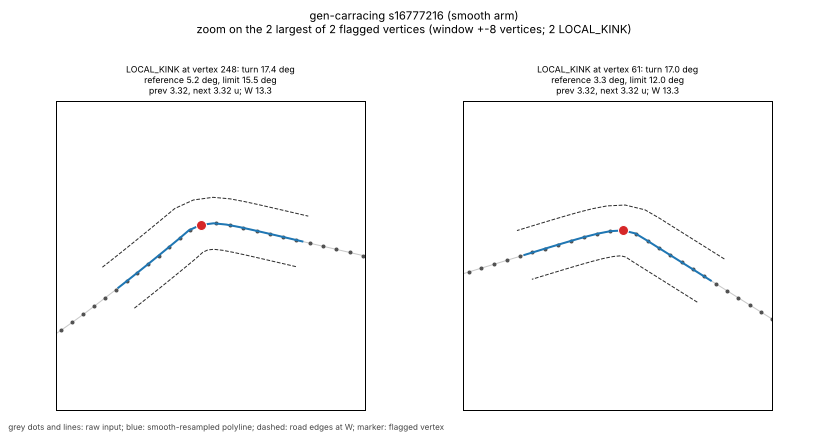 gen-carracing s16777216 (smooth arm)
zoom on the 2 largest of 2 flagged vertices (window +-8 vertices; 2 LOCAL_KINK)
LOCAL_KINK at vertex 248: turn 17.4 deg
reference 5.2 deg, limit 15.5 deg
prev 3.32, next 3.32 u; W 13.3
LOCAL_KINK at vertex 61: turn 17.0 deg
reference 3.3 deg, limit 12.0 deg
prev 3.32, next 3.32 u; W 13.3
grey dots and lines: raw input; blue: smooth-resampled polyline; dashed: road edges at W; marker: flagged vertex